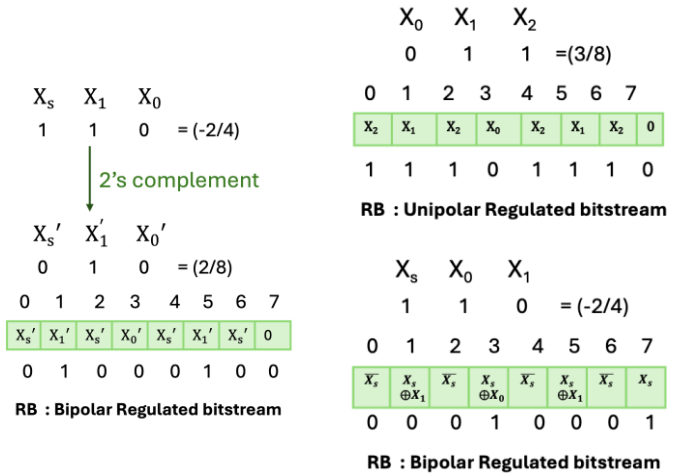 Xₛ X₁ X₀
1 1 0 = (-2/4)
2's complement
Xₛ′ X₁′ X₀′
0 1 0 = (2/8)
0 1 2 3 4 5 6 7
Xₛ′ X₁′ Xₛ′ X₀′ Xₛ′ X₁′ Xₛ′ 0
0 1 0 0 0 1 0 0
RB : Bipolar Regulated bitstream
X₀ X₁ X₂
0 1 1 =(3/8)
0 1 2 3 4 5 6 7
X₂ X₁ X₂ X₀ X₂ X₁ X₂ 0
1 1 1 0 1 1 1 0
RB : Unipolar Regulated bitstream
Xₛ X₀ X₁
1 1 0 = (-2/4)
0 1 2 3 4 5 6 7
X̅ₛ Xₛ⊕X₁ X̅ₛ Xₛ⊕X₀ X̅ₛ Xₛ⊕X₁ X̅ₛ Xₛ
0 0 0 1 0 0 0 1
RB : Bipolar Regulated bitstream